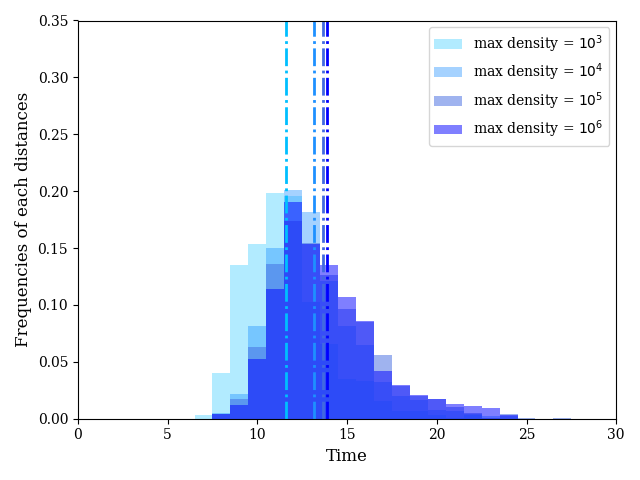 0.35
0.30
0.25
0.20
0.15
0.10
0.05
0.00
Frequencies of each distances
max density = 10³
max density = 10⁴
max density = 10⁵
max density = 10⁶
0 5 10 15 20 25 30
Time